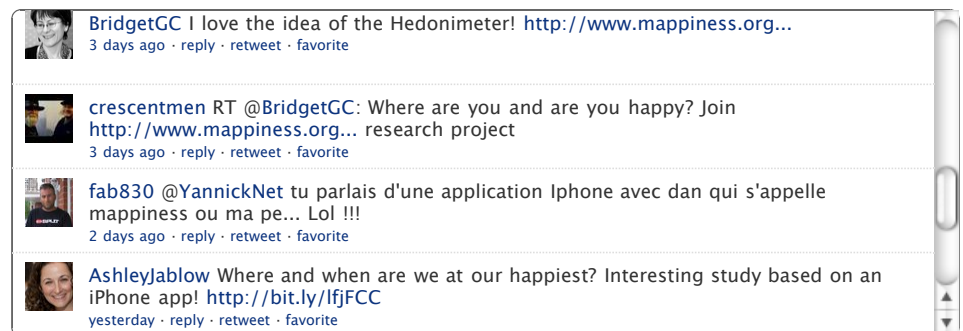 BridgetGC I love the idea of the Hedonimeter! http://www.mappiness.org...
3 days ago · reply · retweet · favorite
crescentmen RT @BridgetGC: Where are you and are you happy? Join
http://www.mappiness.org... research project
3 days ago · reply · retweet · favorite
fab830 @YannickNet tu parlais d'une application Iphone avec dan qui s'appelle
mappiness ou ma pe... Lol !!!
2 days ago · reply · retweet · favorite
AshleyJablow Where and when are we at our happiest? Interesting study based on an
iPhone app! http://bit.ly/lfjFCC
yesterday · reply · retweet · favorite